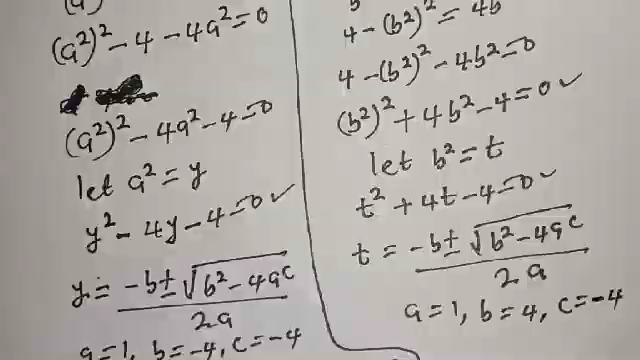 (a²)² - 4 - 4a² = 0
(a²)² - 4a² - 4 = 0
let a² = y
y² - 4y - 4 = 0 ✓
y = -b ± √b² - 4ac
2a
a = 1, b = -4, c = -4
4 - (b²)² = 4b
4 - (b²)² - 4b² = 0
(b²)² + 4b² - 4 = 0 ✓
let b² = t
t² + 4t - 4 = 0 ✓
t = -b ± √b² - 4ac
2a
a = 1, b = 4, c = -4